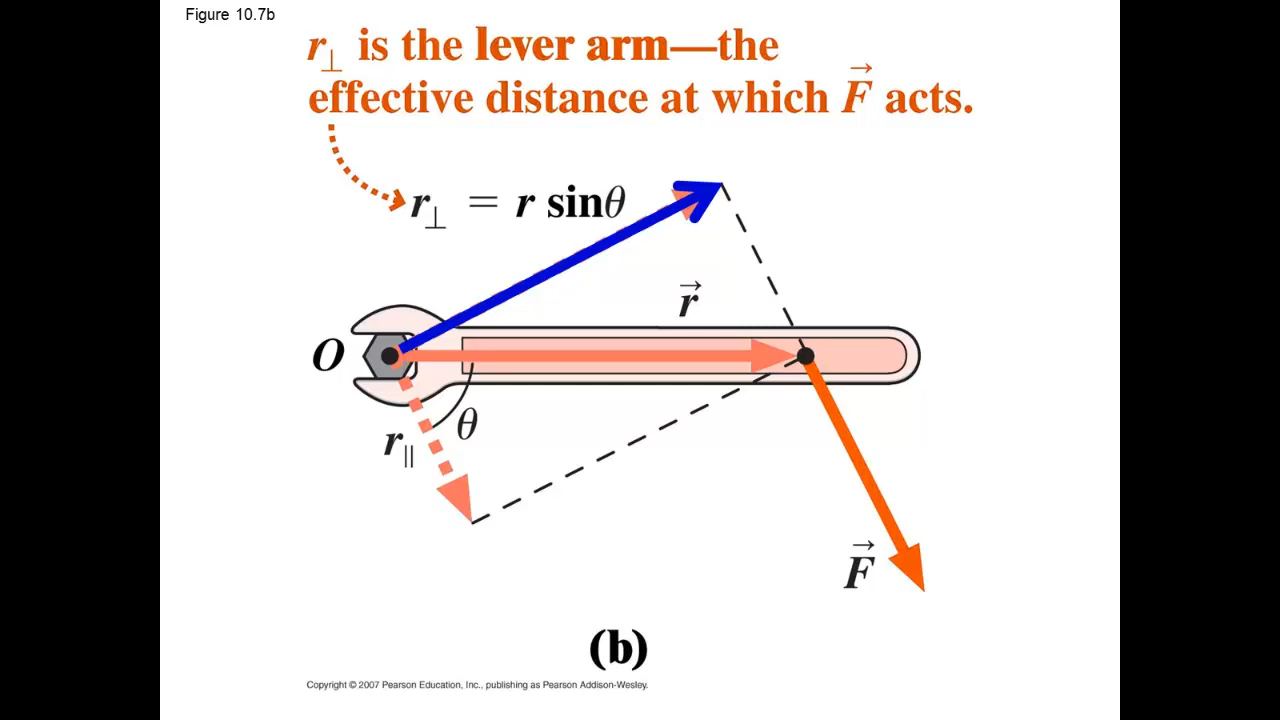 Figure 10.7b
r⊥ is the lever arm—the
effective distance at which F⃗ acts.
r⊥ = r sinθ
r⃗
O
θ
r∥
F⃗
(b)
Copyright © 2007 Pearson Education, Inc., publishing as Pearson Addison-Wesley.